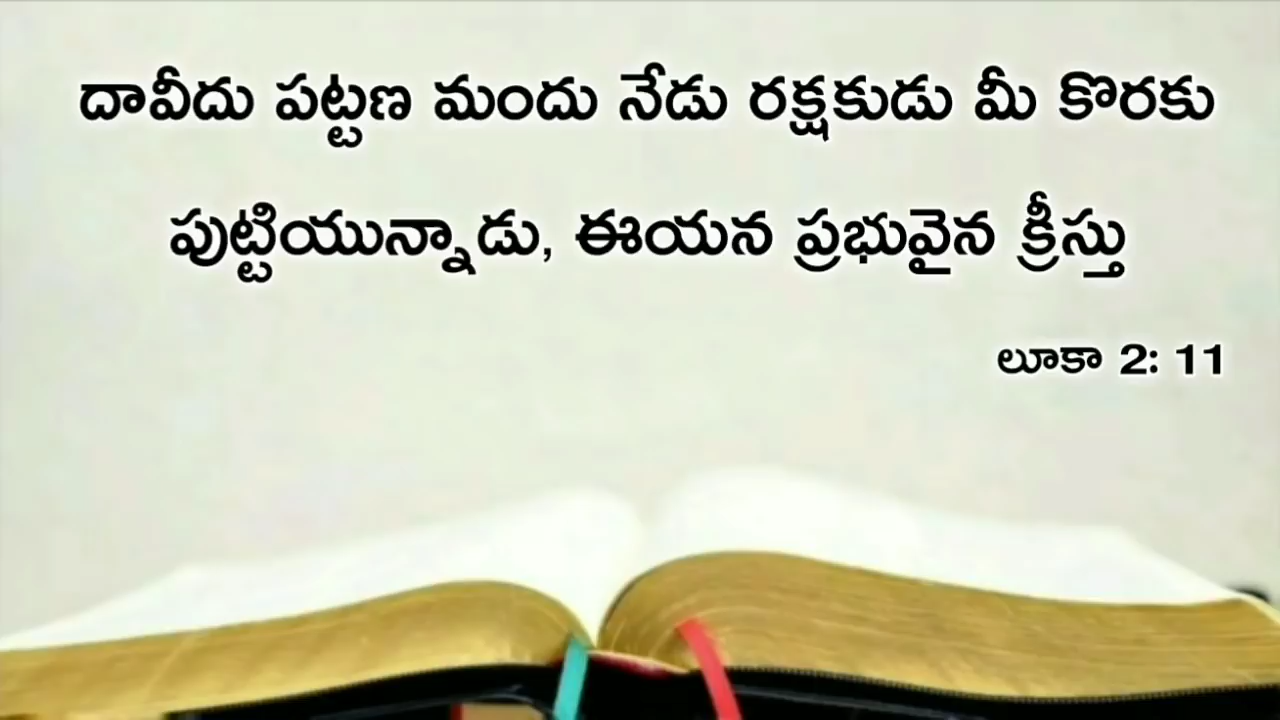 దావీదు పట్టణ మందు నేడు రక్షకుడు మీ కొరకు
పుట్టియున్నాడు, ఈయన ప్రభువైన క్రీస్తు
లూకా 2: 11